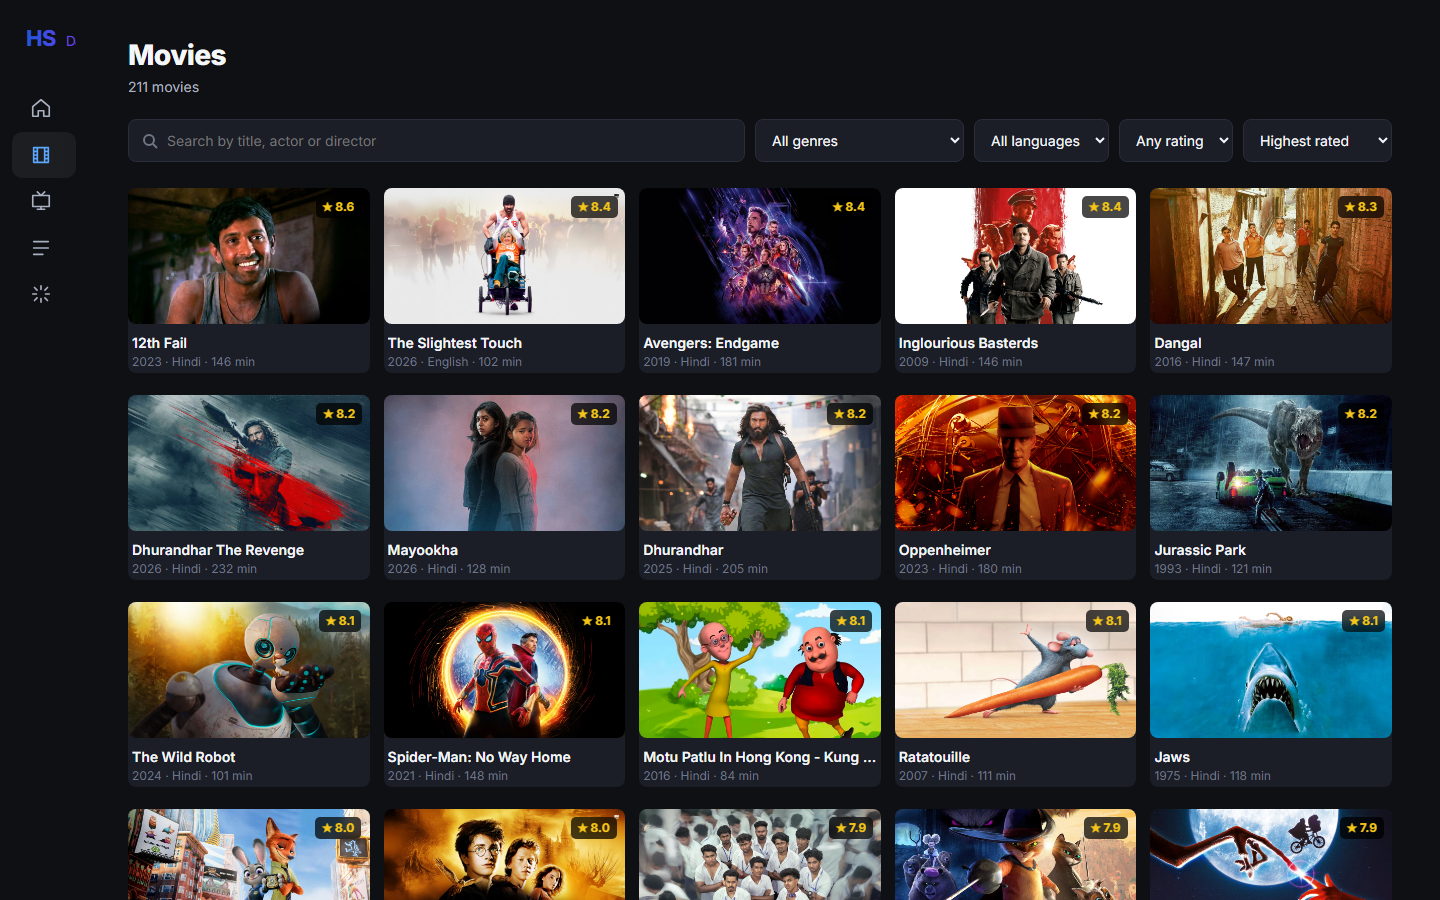 HS D
Movies
211 movies
Search by title, actor or director
All genres
All languages
Any rating
Highest rated
★ 8.6
★ 8.4
★ 8.4
★ 8.4
★ 8.3
12th Fail
2023 · Hindi · 146 min
The Slightest Touch
2026 · English · 102 min
Avengers: Endgame
2019 · Hindi · 181 min
Inglourious Basterds
2009 · Hindi · 146 min
Dangal
2016 · Hindi · 147 min
★ 8.2
★ 8.2
★ 8.2
★ 8.2
★ 8.2
Dhurandhar The Revenge
2026 · Hindi · 232 min
Mayookha
2026 · Hindi · 128 min
Dhurandhar
2025 · Hindi · 205 min
Oppenheimer
2023 · Hindi · 180 min
Jurassic Park
1993 · Hindi · 121 min
★ 8.1
★ 8.1
★ 8.1
★ 8.1
★ 8.1
The Wild Robot
2024 · Hindi · 101 min
Spider-Man: No Way Home
2021 · Hindi · 148 min
Motu Patlu In Hong Kong - Kung ...
2016 · Hindi · 84 min
Ratatouille
2007 · Hindi · 111 min
Jaws
1975 · Hindi · 118 min
★ 8.0
★ 8.0
★ 7.9
★ 7.9
★ 7.9